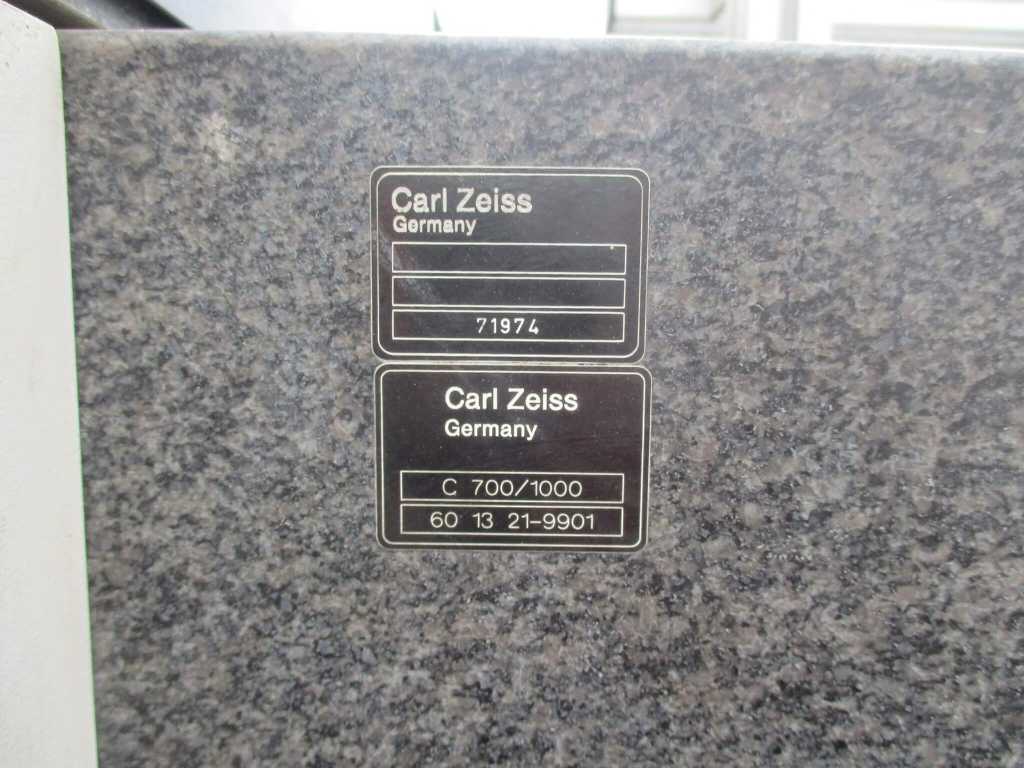 Carl Zeiss
Germany
71974
Carl Zeiss
Germany
C 700/1000
60 13 21-9901